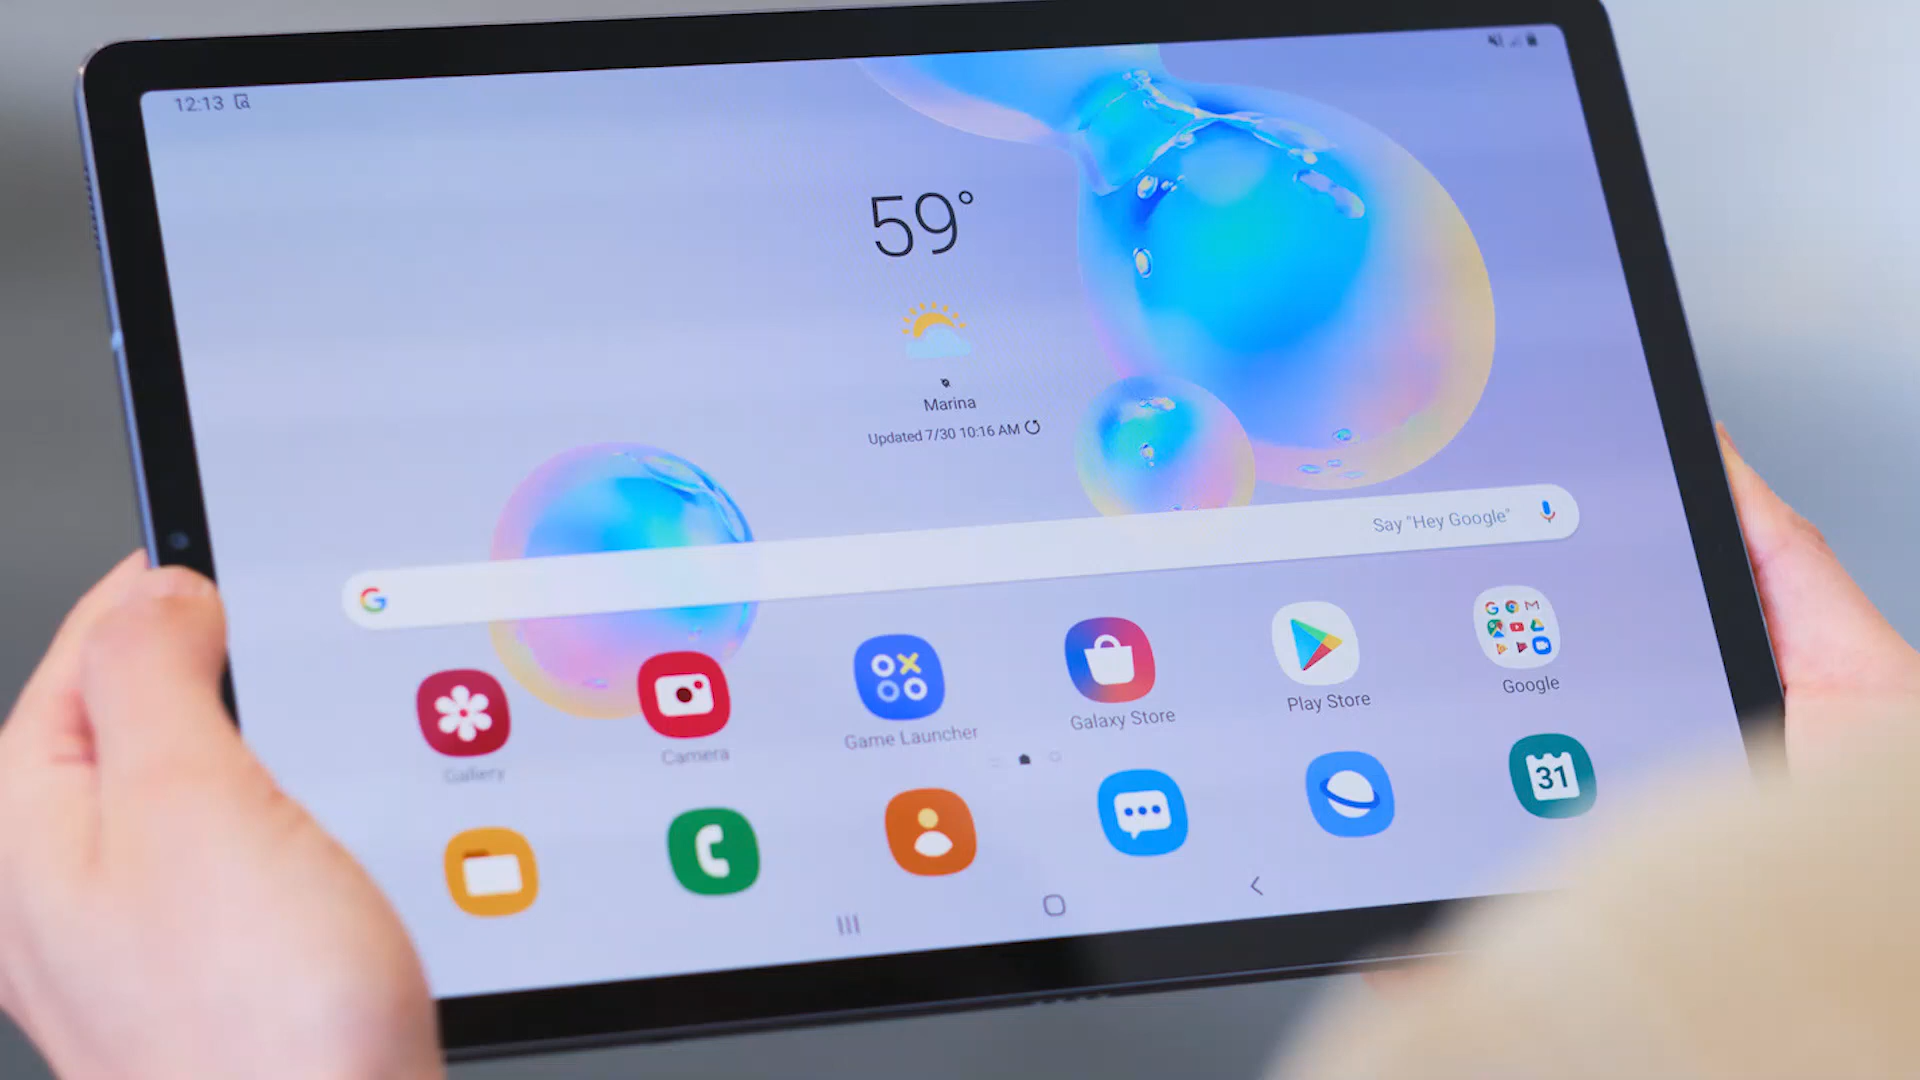 12:13
59°
Marina
Updated 7/30 10:16 AM
Say "Hey Google"
Gallery
Camera
Game Launcher
Galaxy Store
Play Store
Google
31